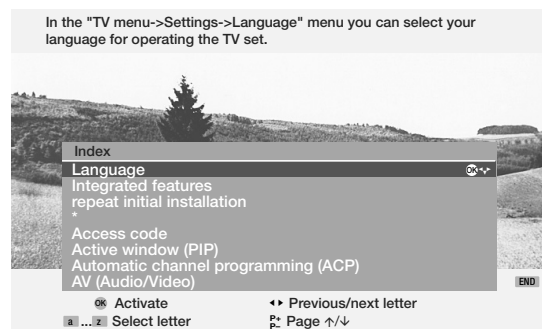 In the "TV menu->Settings->Language" menu you can select your
language for operating the TV set.
Index
Language OK
Integrated features
repeat initial installation
*
Access code
Active window (PIP)
Automatic channel programming (ACP)
AV (Audio/Video)
END
OK Activate
Previous/next letter
a ... z Select letter
P+ P– Page ↑/↓